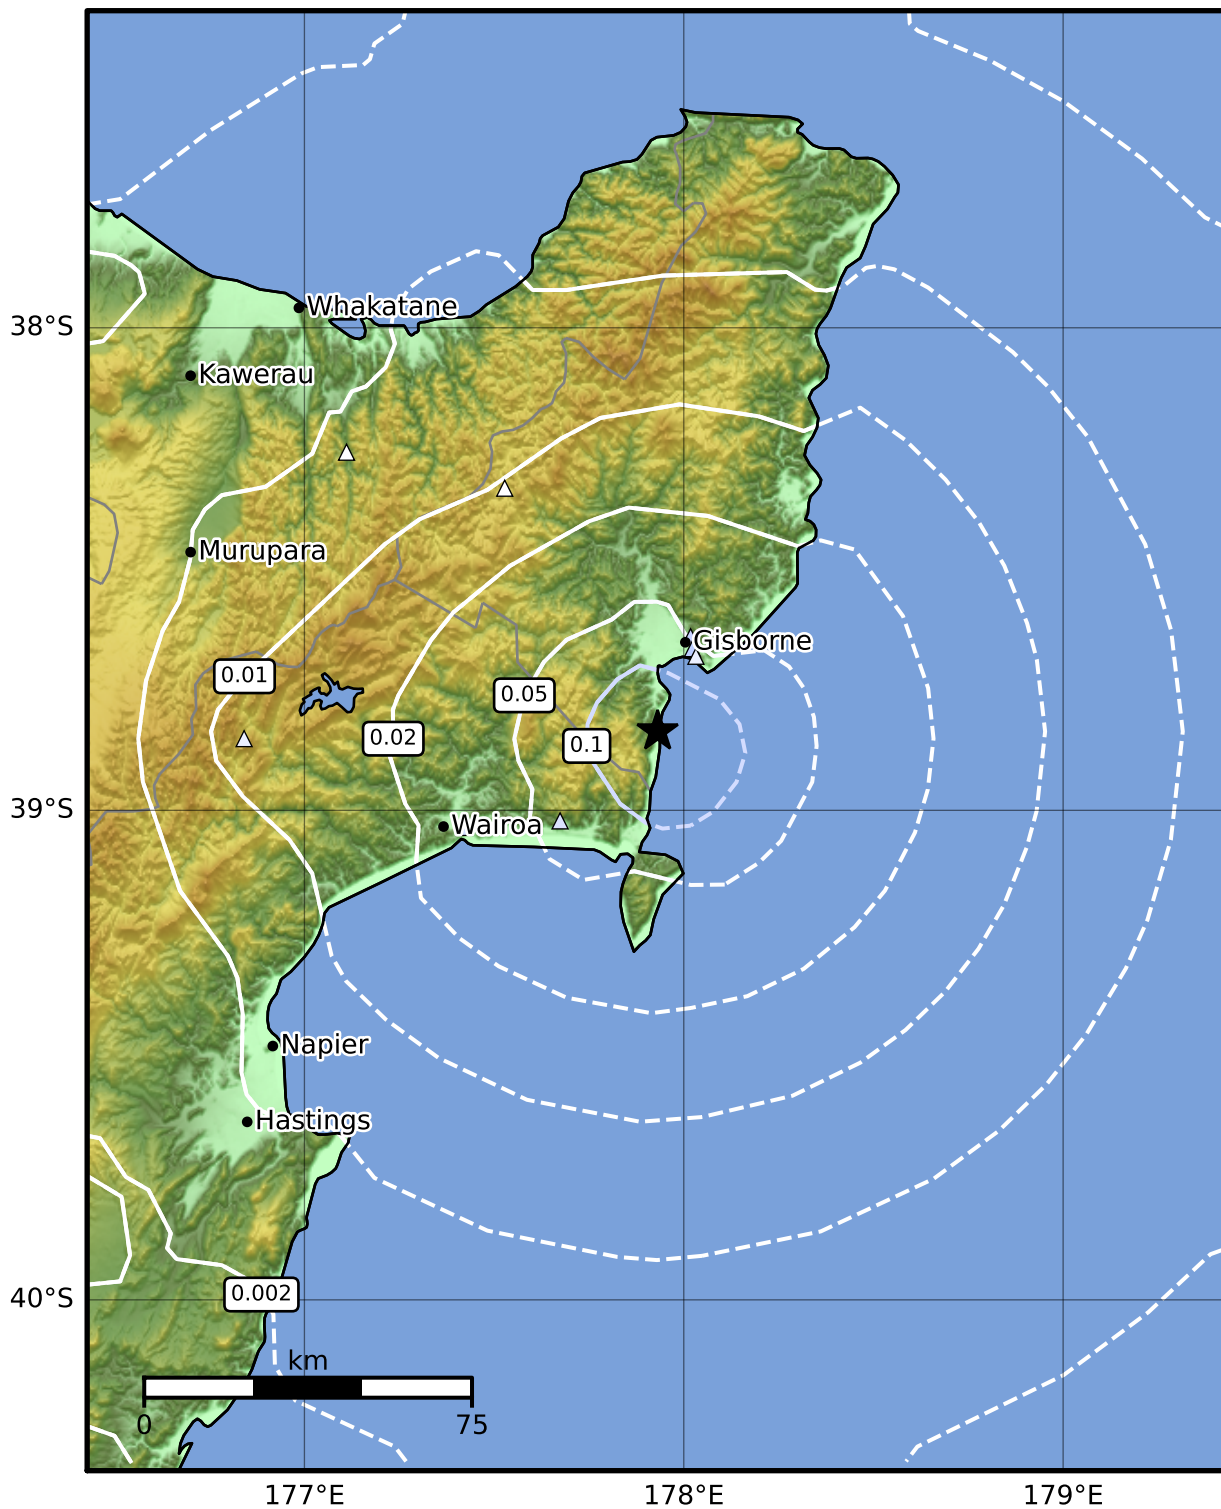 Whakatane
38°S
Kawerau
Murupara
Gisborne
0.01
0.05
0.02
0.1
39°S
Wairoa
Napier
Hastings
0.002
40°S
km
0
75
177°E
178°E
179°E